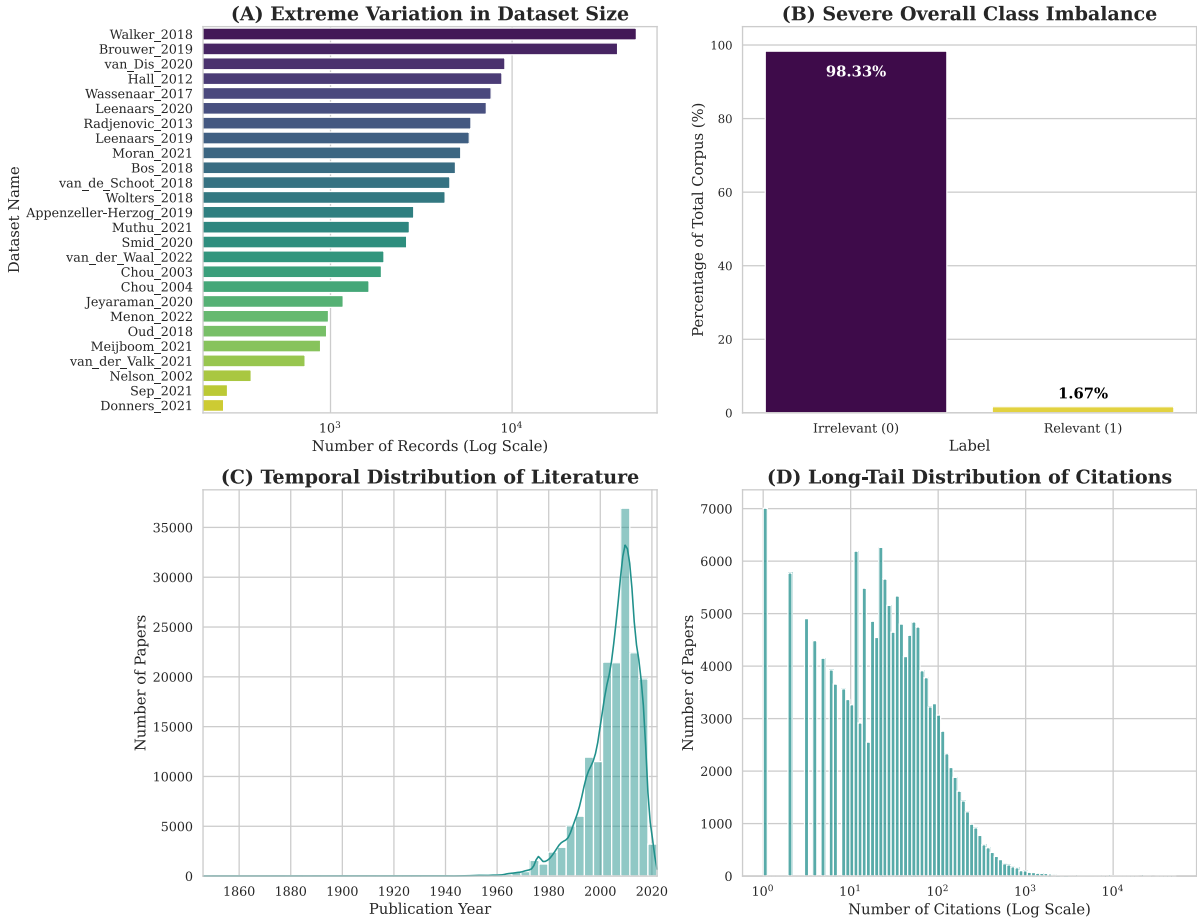 (A) Extreme Variation in Dataset Size
Dataset Name
Walker_2018
Brouwer_2019
van_Dis_2020
Hall_2012
Wassenaar_2017
Leenaars_2020
Radjenovic_2013
Leenaars_2019
Moran_2021
Bos_2018
van_de_Schoot_2018
Wolters_2018
Appenzeller-Herzog_2019
Muthu_2021
Smid_2020
van_der_Waal_2022
Chou_2003
Chou_2004
Jeyaraman_2020
Menon_2022
Oud_2018
Meijboom_2021
van_der_Valk_2021
Nelson_2002
Sep_2021
Donners_2021
10³ 10⁴
Number of Records (Log Scale)
(B) Severe Overall Class Imbalance
Percentage of Total Corpus (%)
100
80
60
40
20
0
98.33%
1.67%
Irrelevant (0) Relevant (1)
Label
(C) Temporal Distribution of Literature
Number of Papers
35000
30000
25000
20000
15000
10000
5000
0
1860 1880 1900 1920 1940 1960 1980 2000 2020
Publication Year
(D) Long-Tail Distribution of Citations
Number of Papers
7000
6000
5000
4000
3000
2000
1000
0
10⁰ 10¹ 10² 10³ 10⁴
Number of Citations (Log Scale)